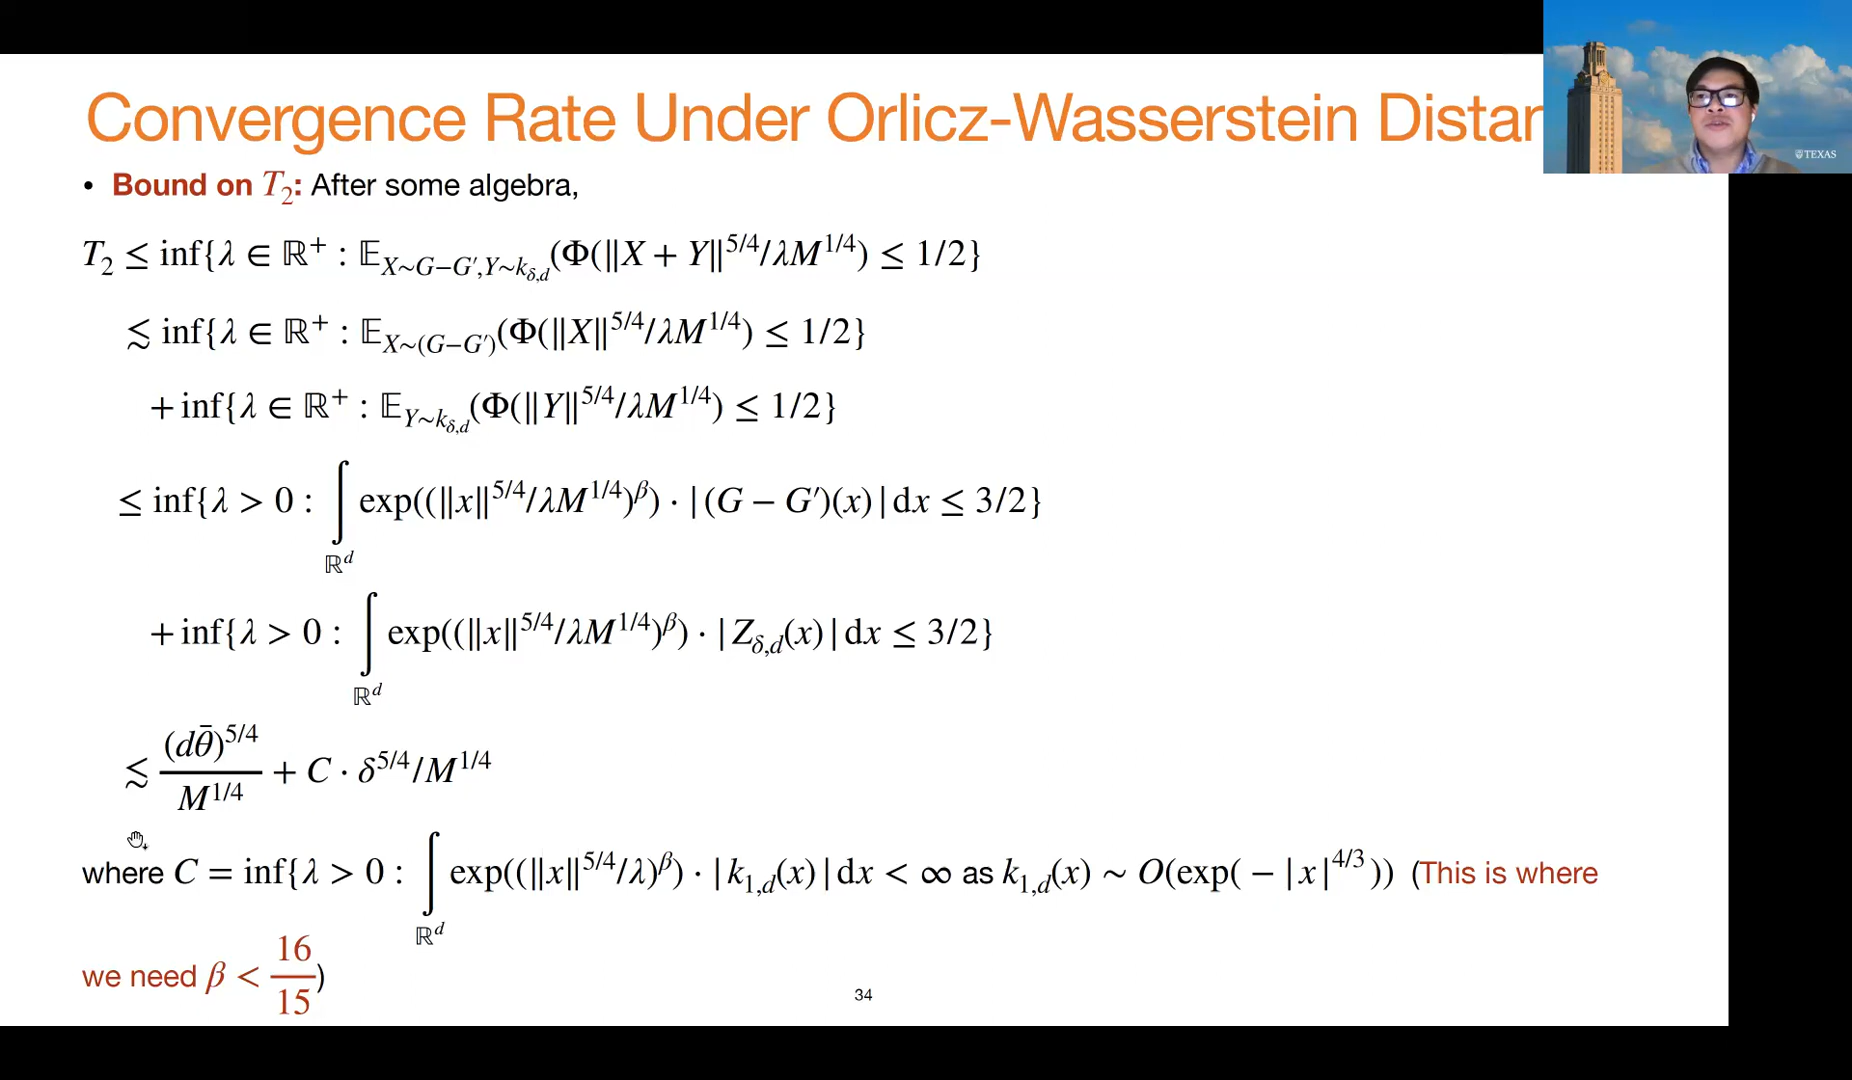 Convergence Rate Under Orlicz-Wasserstein Distan
TEXAS
• Bound on T₂: After some algebra,
T₂ ≤ inf{λ ∈ ℝ⁺ : 𝔼_{X∼G−G′,Y∼k_{δ,d}}(Φ(‖X + Y‖^{5/4}/λM^{1/4}) ≤ 1/2}
≲ inf{λ ∈ ℝ⁺ : 𝔼_{X∼(G−G′)}(Φ(‖X‖^{5/4}/λM^{1/4}) ≤ 1/2}
+ inf{λ ∈ ℝ⁺ : 𝔼_{Y∼k_{δ,d}}(Φ(‖Y‖^{5/4}/λM^{1/4}) ≤ 1/2}
≤ inf{λ > 0 : ∫_{ℝ^d} exp((‖x‖^{5/4}/λM^{1/4})^β) · |(G − G′)(x)|dx ≤ 3/2}
+ inf{λ > 0 : ∫_{ℝ^d} exp((‖x‖^{5/4}/λM^{1/4})^β) · |Z_{δ,d}(x)|dx ≤ 3/2}
≲ (dθ̄)^{5/4}/M^{1/4} + C · δ^{5/4}/M^{1/4}
where C = inf{λ > 0 : ∫_{ℝ^d} exp((‖x‖^{5/4}/λ)^β) · |k_{1,d}(x)|dx < ∞ as k_{1,d}(x) ∼ O(exp(−|x|^{4/3})) (This is where
we need β < 16/15)
34